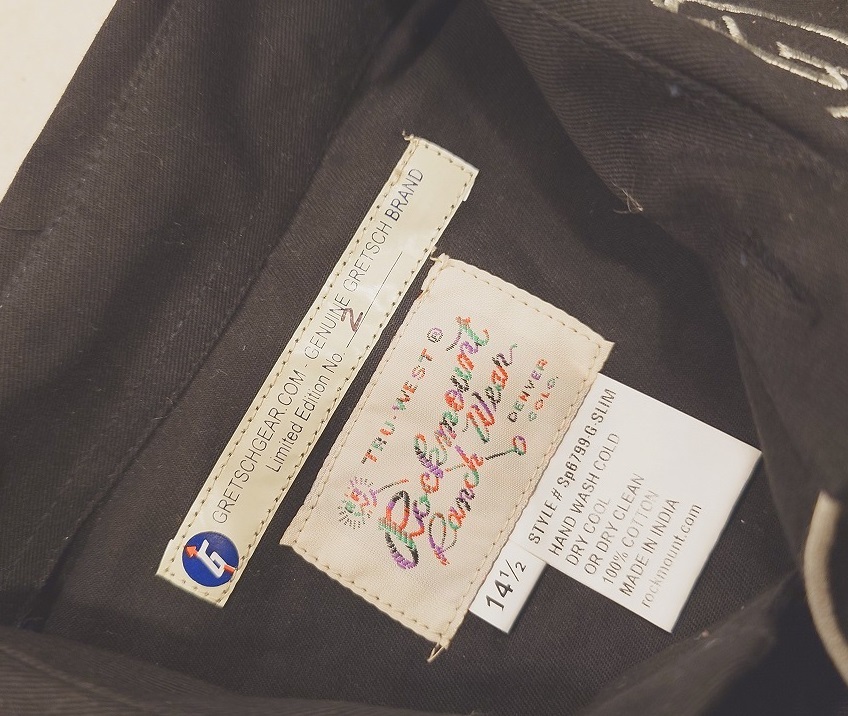 GRETSCHGEAR.COM GENUINE GRETSCH BRAND
Limited Edition No. 2
G
TRU-WEST ®
Rockmount
Ranch Wear
DENVER
COLO.
14½
STYLE # Sp6799.G-SLIM
HAND WASH COLD
DRY COOL
OR DRY CLEAN
100% COTTON
MADE IN INDIA
rockmount.com